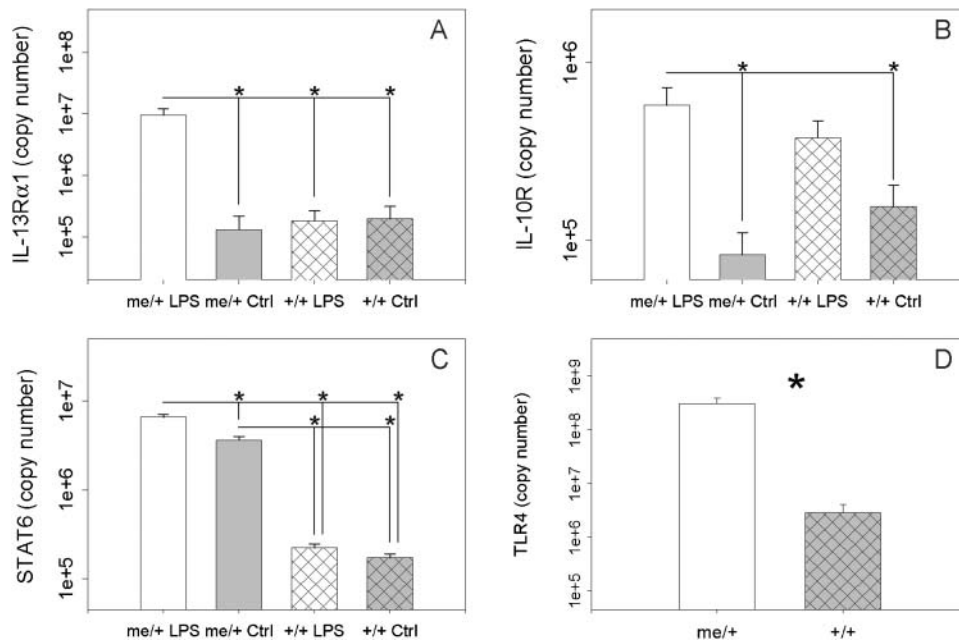 A
IL-13Rα1 (copy number)
1e+8
1e+7
1e+6
1e+5
* * *
me/+ LPS me/+ Ctrl +/+ LPS +/+ Ctrl
B
IL-10R (copy number)
1e+6
1e+5
* *
me/+ LPS me/+ Ctrl +/+ LPS +/+ Ctrl
C
STAT6 (copy number)
1e+7
1e+6
1e+5
* * *
* *
me/+ LPS me/+ Ctrl +/+ LPS +/+ Ctrl
D
TLR4 (copy number)
1e+9
1e+8
1e+7
1e+6
1e+5
*
me/+ +/+